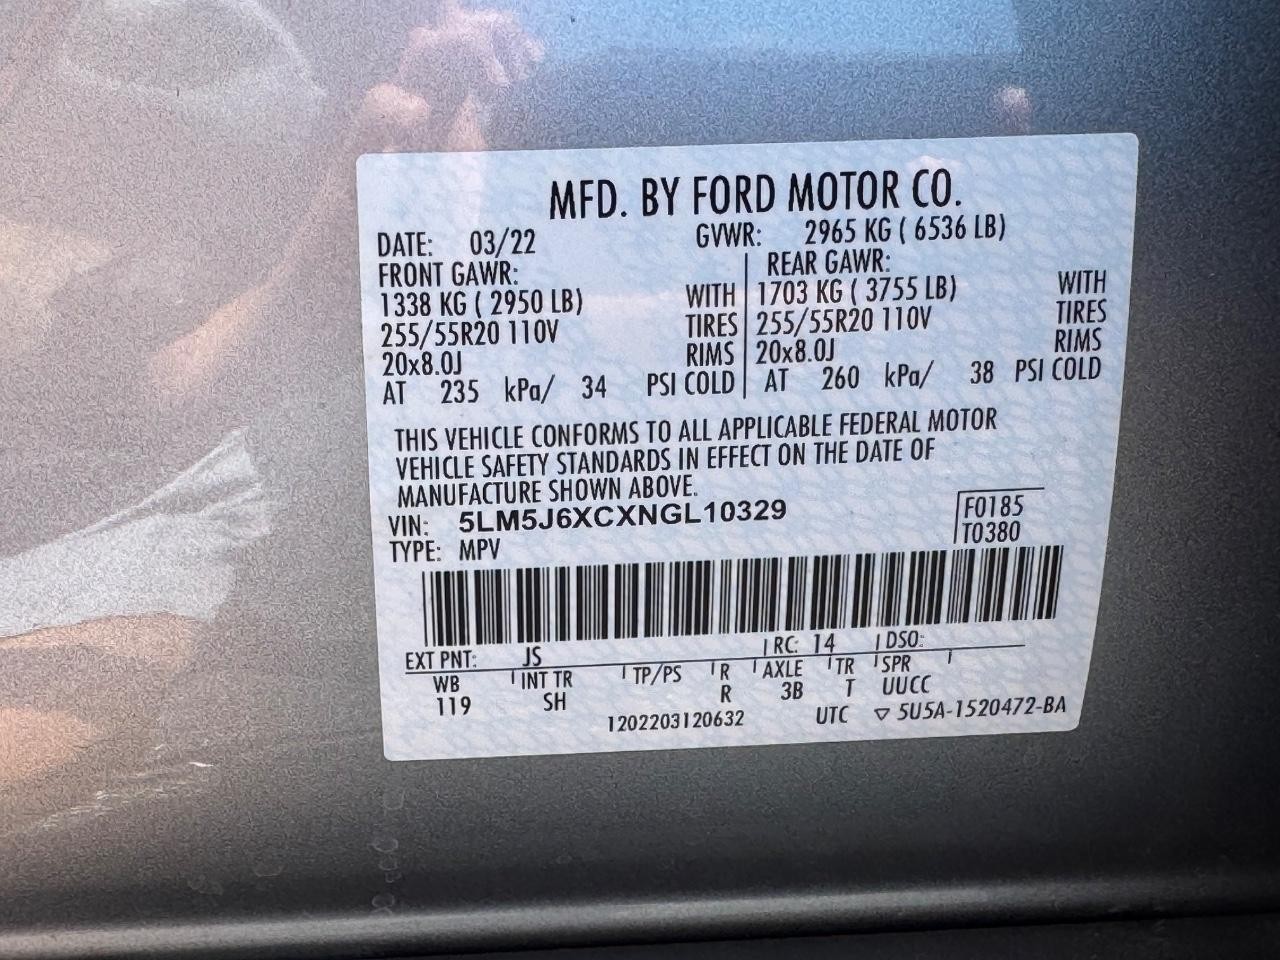 MFD. BY FORD MOTOR CO.
DATE: 03/22 GVWR: 2965 KG ( 6536 LB)
FRONT GAWR: REAR GAWR:
1338 KG ( 2950 LB) WITH 1703 KG ( 3755 LB) WITH
255/55R20 110V TIRES 255/55R20 110V TIRES
20x8.0J RIMS 20x8.0J RIMS
AT 235 kPa/ 34 PSI COLD AT 260 kPa/ 38 PSI COLD
THIS VEHICLE CONFORMS TO ALL APPLICABLE FEDERAL MOTOR
VEHICLE SAFETY STANDARDS IN EFFECT ON THE DATE OF
MANUFACTURE SHOWN ABOVE.
VIN: 5LM5J6XCXNGL10329 F0185
TYPE: MPV T0380
EXT PNT: JS RC: 14 DSO:
WB INT TR TP/PS R AXLE TR SPR
119 SH R 3B T UUCC
1202203120632 UTC ▽ 5U5A-1520472-BA